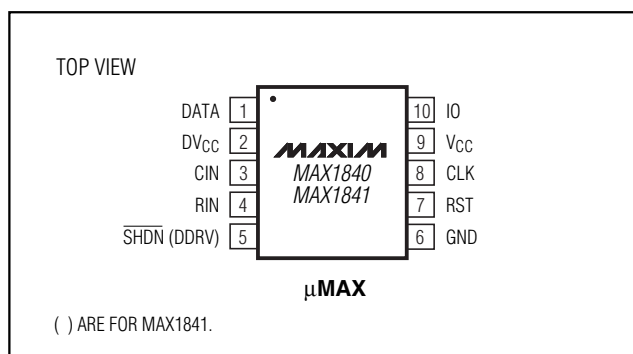 TOP VIEW
DATA 1
DVCC 2
CIN 3
RIN 4
SHDN (DDRV) 5
MAXIM
MAX1840
MAX1841
10 IO
9 VCC
8 CLK
7 RST
6 GND
µMAX
( ) ARE FOR MAX1841.